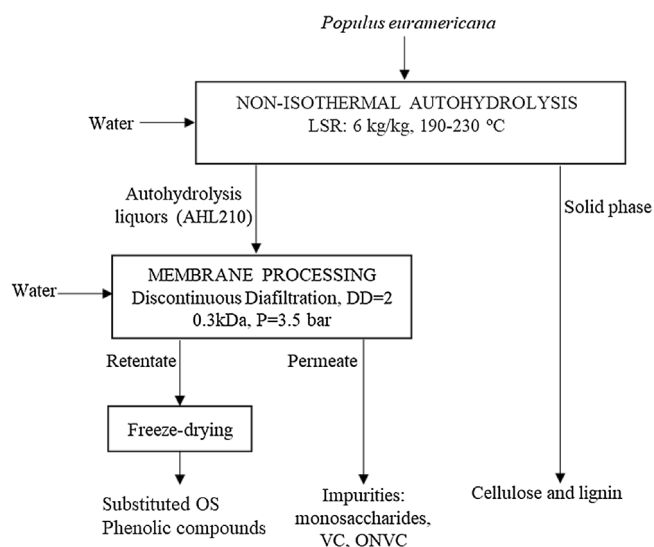 Populus euramericana
NON-ISOTHERMAL AUTOHYDROLYSIS
LSR: 6 kg/kg, 190-230 ºC
Water
Autohydrolysis
liquors (AHL210)
Solid phase
MEMBRANE PROCESSING
Discontinuous Diafiltration, DD=2
0.3kDa, P=3.5 bar
Water
Retentate
Permeate
Freeze-drying
Substituted OS
Phenolic compounds
Impurities:
monosaccharides,
VC, ONVC
Cellulose and lignin